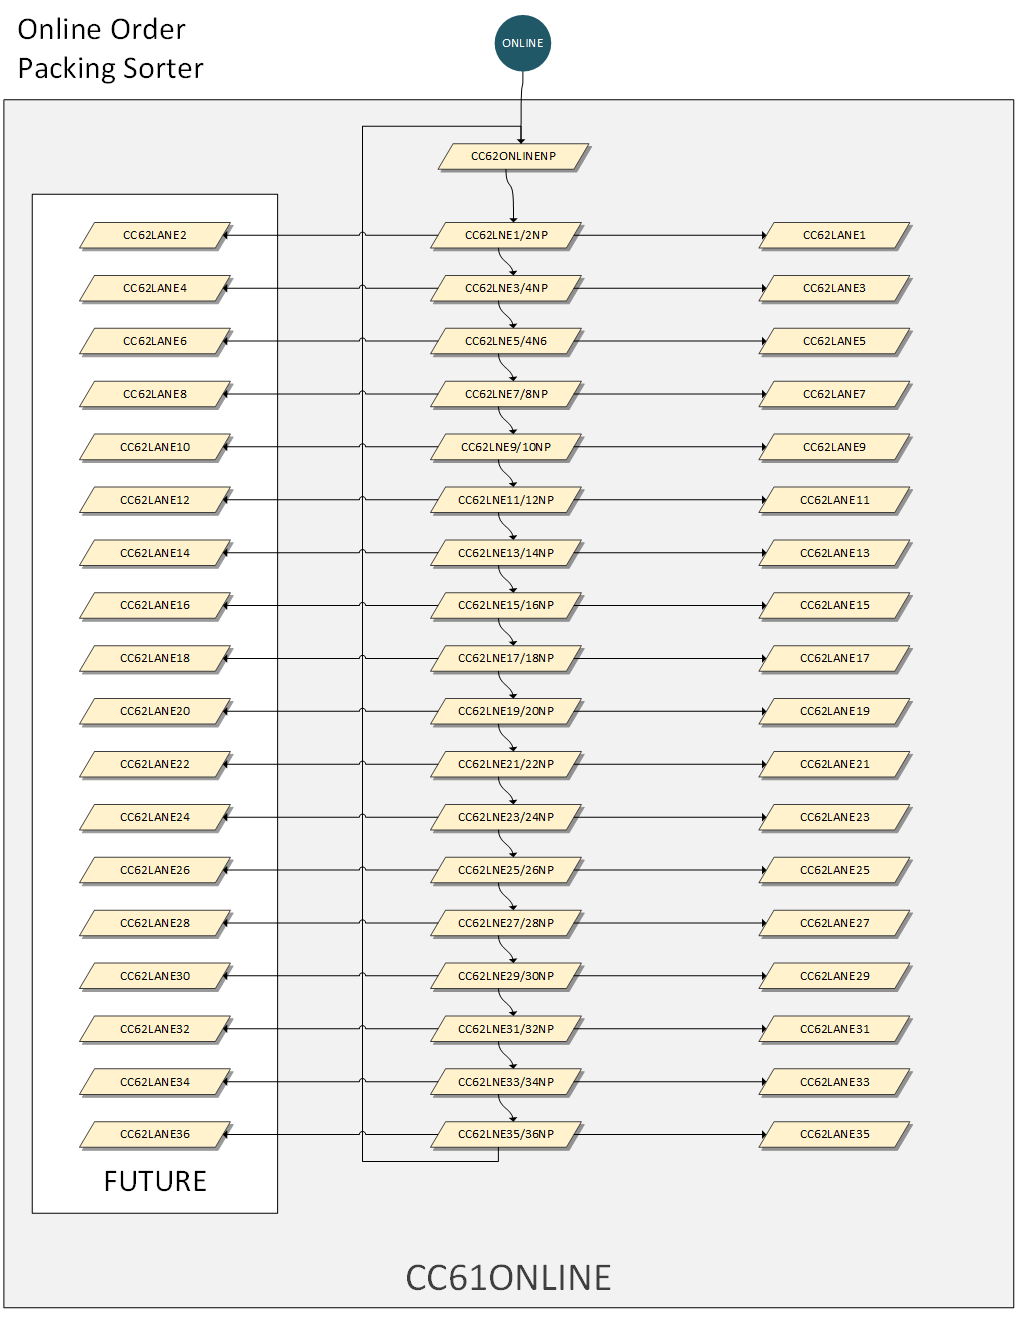 Online Order
Packing Sorter
ONLINE
CC62ONLINENP
CC62LANE2 CC62LNE1/2NP CC62LANE1
CC62LANE4 CC62LNE3/4NP CC62LANE3
CC62LANE6 CC62LNE5/4N6 CC62LANE5
CC62LANE8 CC62LNE7/8NP CC62LANE7
CC62LANE10 CC62LNE9/10NP CC62LANE9
CC62LANE12 CC62LNE11/12NP CC62LANE11
CC62LANE14 CC62LNE13/14NP CC62LANE13
CC62LANE16 CC62LNE15/16NP CC62LANE15
CC62LANE18 CC62LNE17/18NP CC62LANE17
CC62LANE20 CC62LNE19/20NP CC62LANE19
CC62LANE22 CC62LNE21/22NP CC62LANE21
CC62LANE24 CC62LNE23/24NP CC62LANE23
CC62LANE26 CC62LNE25/26NP CC62LANE25
CC62LANE28 CC62LNE27/28NP CC62LANE27
CC62LANE30 CC62LNE29/30NP CC62LANE29
CC62LANE32 CC62LNE31/32NP CC62LANE31
CC62LANE34 CC62LNE33/34NP CC62LANE33
CC62LANE36 CC62LNE35/36NP CC62LANE35
FUTURE
CC61ONLINE